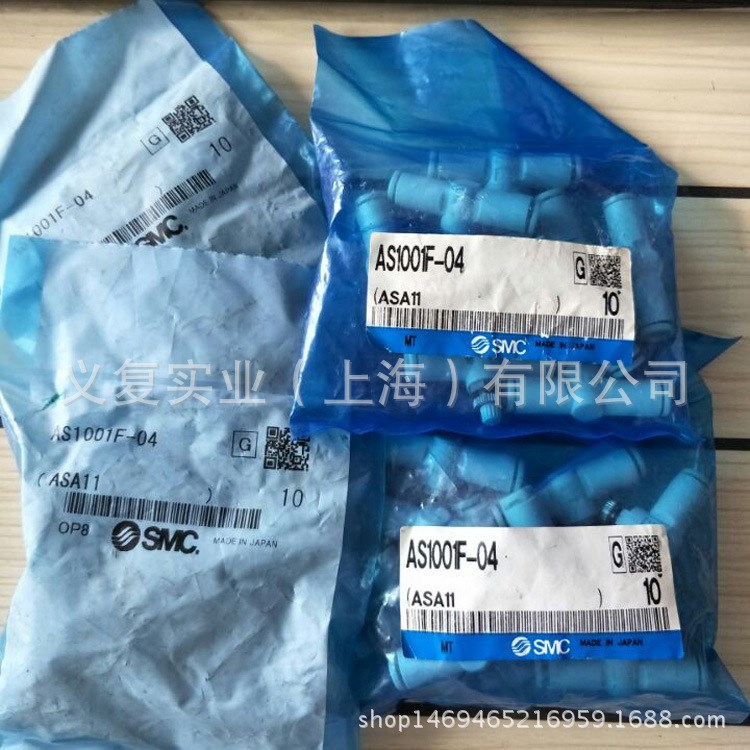 G
10
1001F-04
)
SMC. MADE IN JAPAN
AS1001F-04
G
(ASA11 ) 10
MT SMC MADE IN JAPAN
义复实业（上海）有限公司
AS1001F-04
G
(ASA11 ) 10
OP8 SMC. MADE IN JAPAN
AS1001F-04
G
(ASA11 ) 10
MT SMC MADE IN JAPAN
shop1469465216959.1688.com